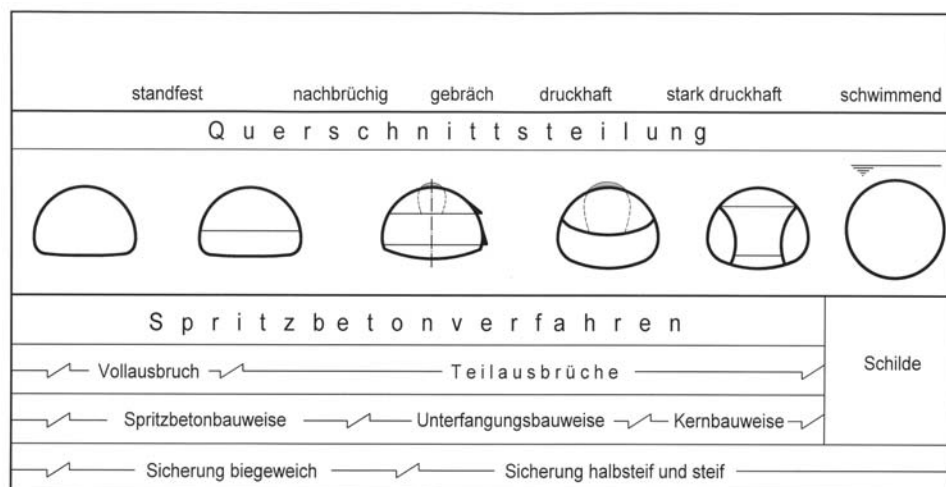 standfest nachbrüchig gebräch druckhaft stark druckhaft schwimmend
Querschnittsteilung
Spritzbetonverfahren
Schilde
Vollausbruch Teilausbrüche
Spritzbetonbauweise Unterfangungsbauweise Kernbauweise
Sicherung biegeweich Sicherung halbsteif und steif